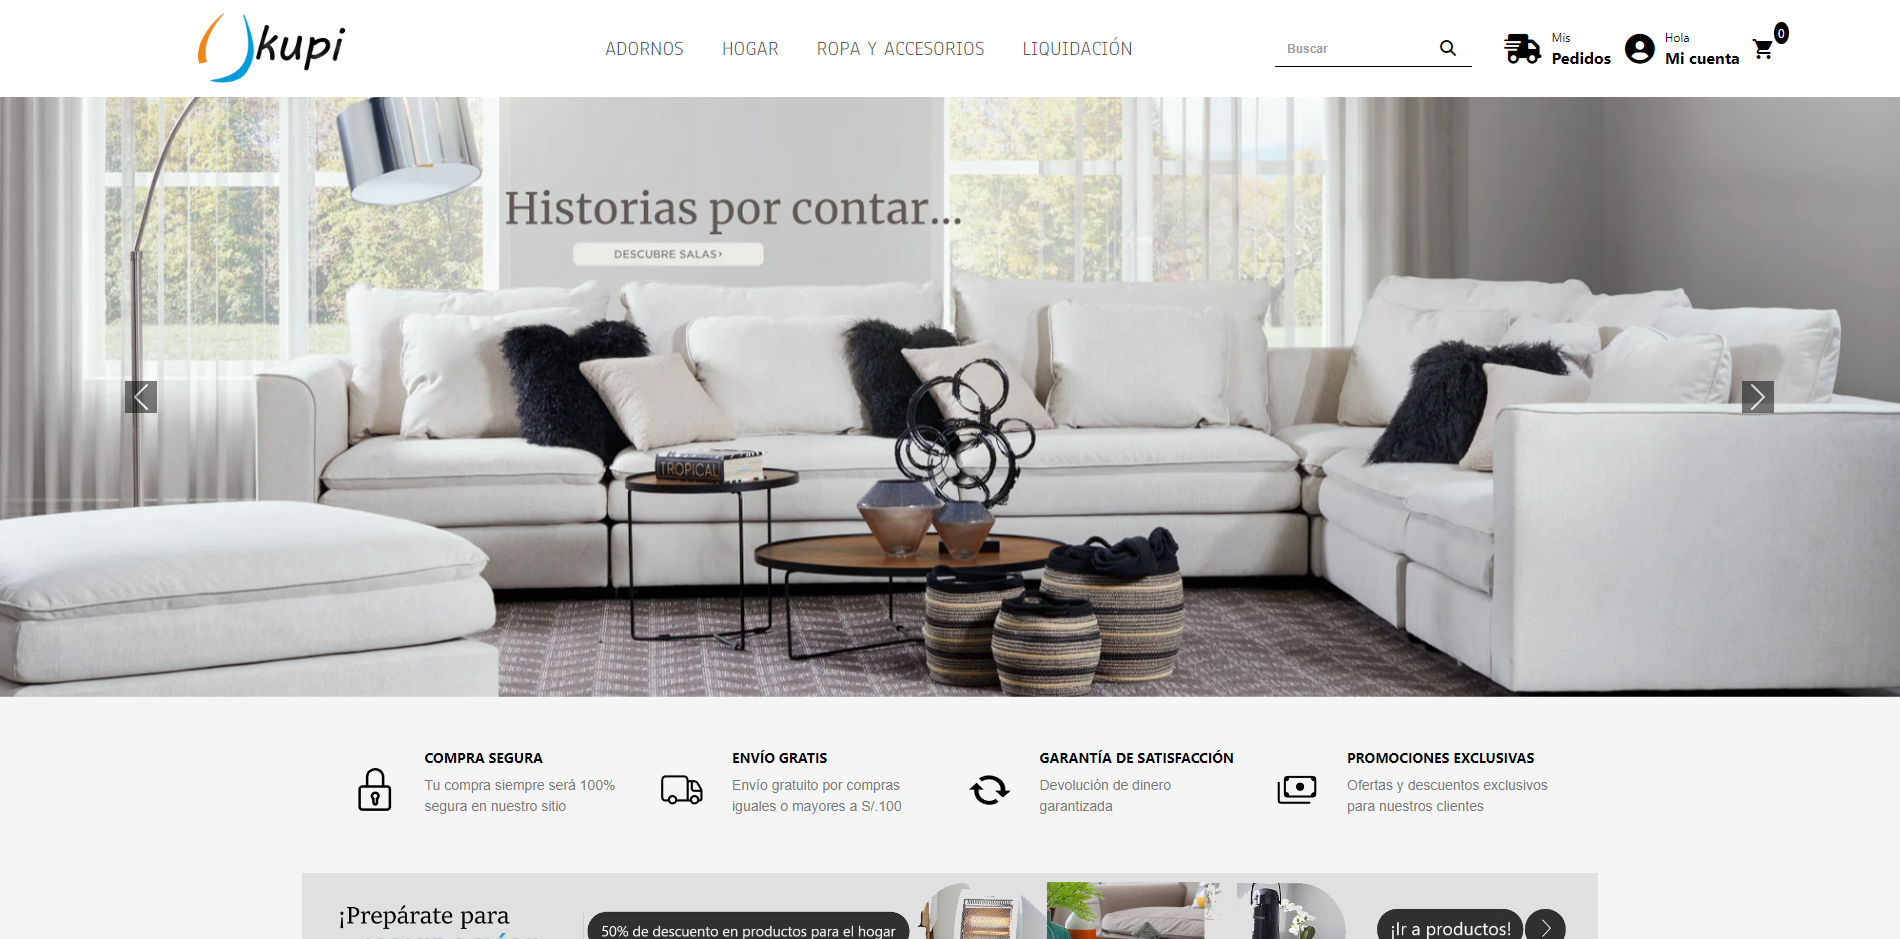 kupi
ADORNOS HOGAR ROPA Y ACCESORIOS LIQUIDACIÓN
Buscar
Mis
Pedidos
Hola
Mi cuenta
0
Historias por contar...
DESCUBRE SALAS›
TROPICAL
COMPRA SEGURA
Tu compra siempre será 100%
segura en nuestro sitio
ENVÍO GRATIS
Envío gratuito por compras
iguales o mayores a S/.100
GARANTÍA DE SATISFACCIÓN
Devolución de dinero
garantizada
PROMOCIONES EXCLUSIVAS
Ofertas y descuentos exclusivos
para nuestros clientes
¡Prepárate para
50% de descuento en productos para el hogar
¡Ir a productos!